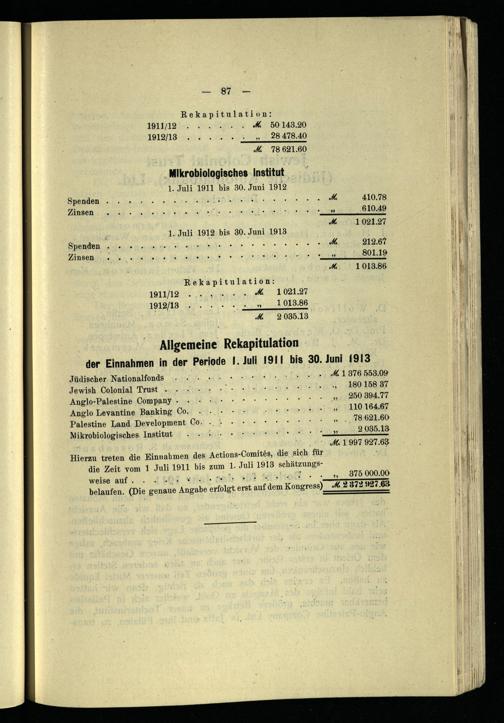 — 87 —
Rekapitulation:
1911/12 . . . . . . ℳ 50 143.20
1912/13 . . . . . . „ 28 478.40
ℳ 78 621.60
Mikrobiologisches Institut
1. Juli 1911 bis 30. Juni 1912
Spenden . . . . . . . . . . . . . . . ℳ 410.78
Zinsen . . . . . . . . . . . . . . . „ 610.49
ℳ 1 021.27
1. Juli 1912 bis 30. Juni 1913
Spenden . . . . . . . . . . . . . . . ℳ 212.67
Zinsen . . . . . . . . . . . . . . . „ 801.19
ℳ 1 013.86
Rekapitulation:
1911/12 . . . . . . ℳ 1 021.27
1912/13 . . . . . . „ 1 013.86
ℳ 2 035.13
Allgemeine Rekapitulation
der Einnahmen in der Periode 1. Juli 1911 bis 30. Juni 1913
Jüdischer Nationalfonds . . . . . . . . . . ℳ 1 376 553.09
Jewish Colonial Trust . . . . . . . . . . . „ 180 158 37
Anglo-Palestine Company . . . . . . . . . . „ 250 394.77
Anglo Levantine Banking Co. . . . . . . . . „ 110 164.67
Palestine Land Development Co. . . . . . . . „ 78 621.60
Mikrobiologisches Institut . . . . . . . . . „ 2 035.13
ℳ 1 997 927.63
Hierzu treten die Einnahmen des Actions-Comités, die sich für
die Zeit vom 1 Juli 1911 bis zum 1. Juli 1913 schätzungs-
weise auf . . . . . . . . . . . . . . „ 375 000.00
belaufen. (Die genaue Angabe erfolgt erst auf dem Kongress) ℳ 2 372 927.63